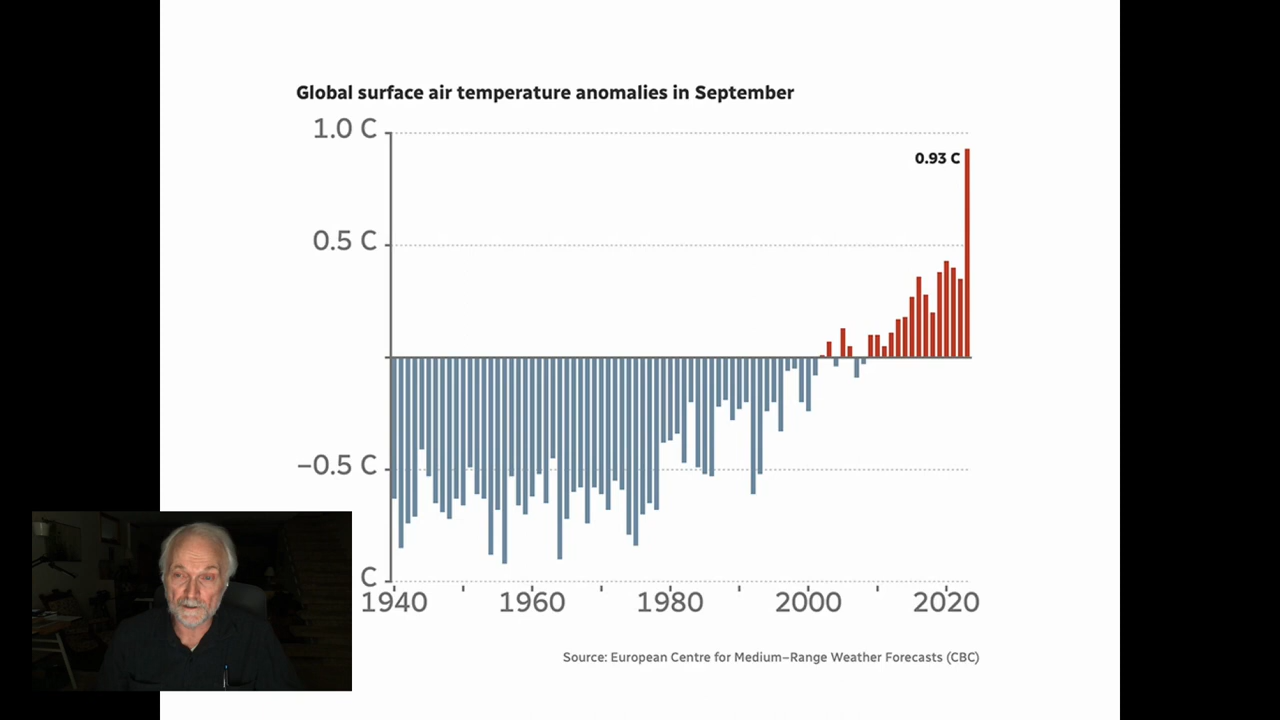 Global surface air temperature anomalies in September
1.0 C
0.93 C
0.5 C
−0.5 C
C
1940 1960 1980 2000 2020
Source: European Centre for Medium–Range Weather Forecasts (CBC)